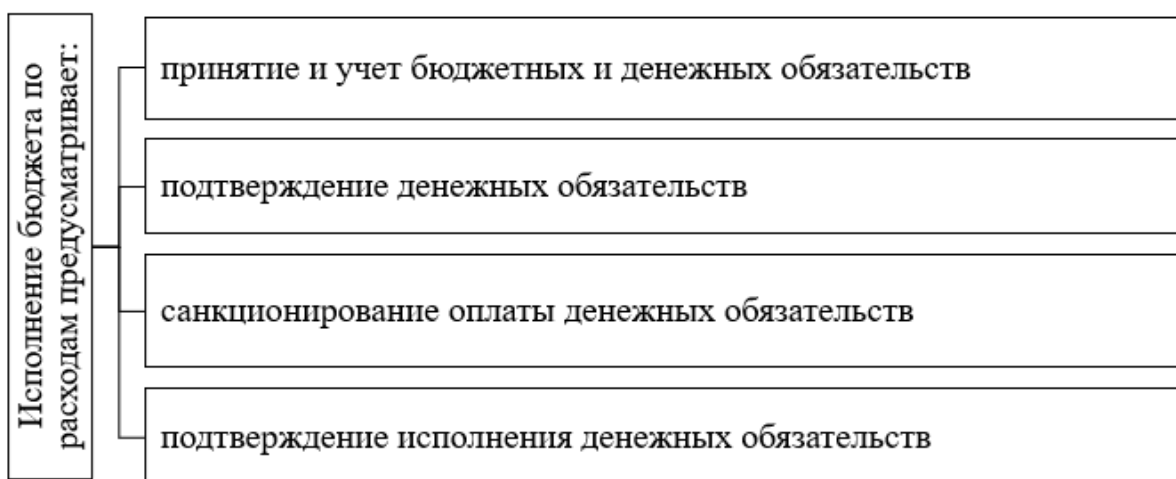 Исполнение бюджета по
расходам предусматривает:
принятие и учет бюджетных и денежных обязательств
подтверждение денежных обязательств
санкционирование оплаты денежных обязательств
подтверждение исполнения денежных обязательств